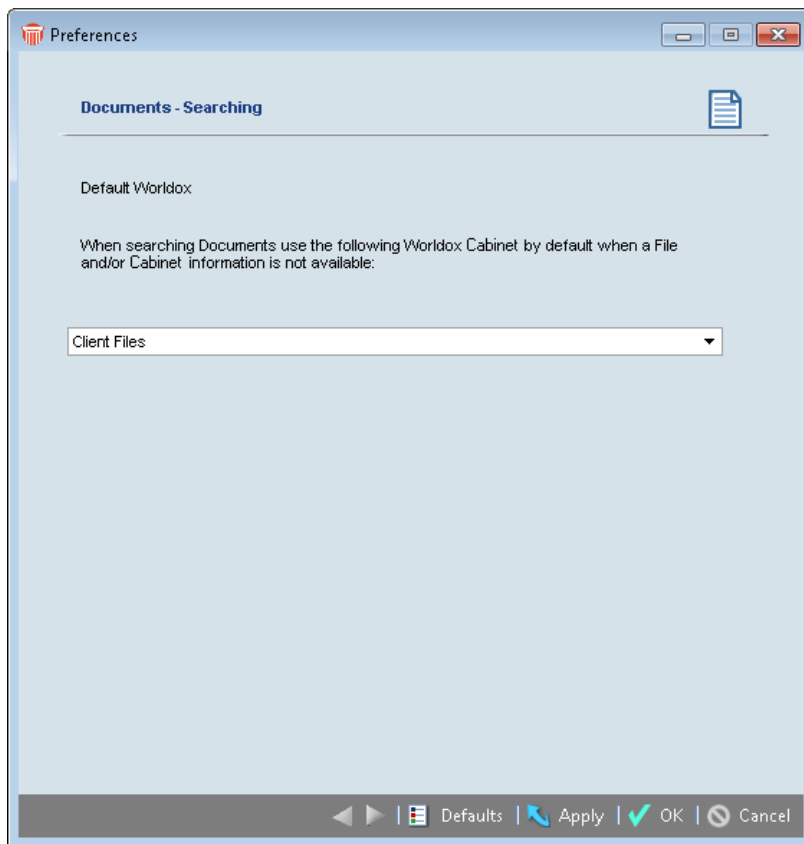 Preferences
Documents - Searching
Default Worldox
When searching Documents use the following Worldox Cabinet by default when a File
and/or Cabinet information is not available:
Client Files
Defaults | Apply | OK | Cancel